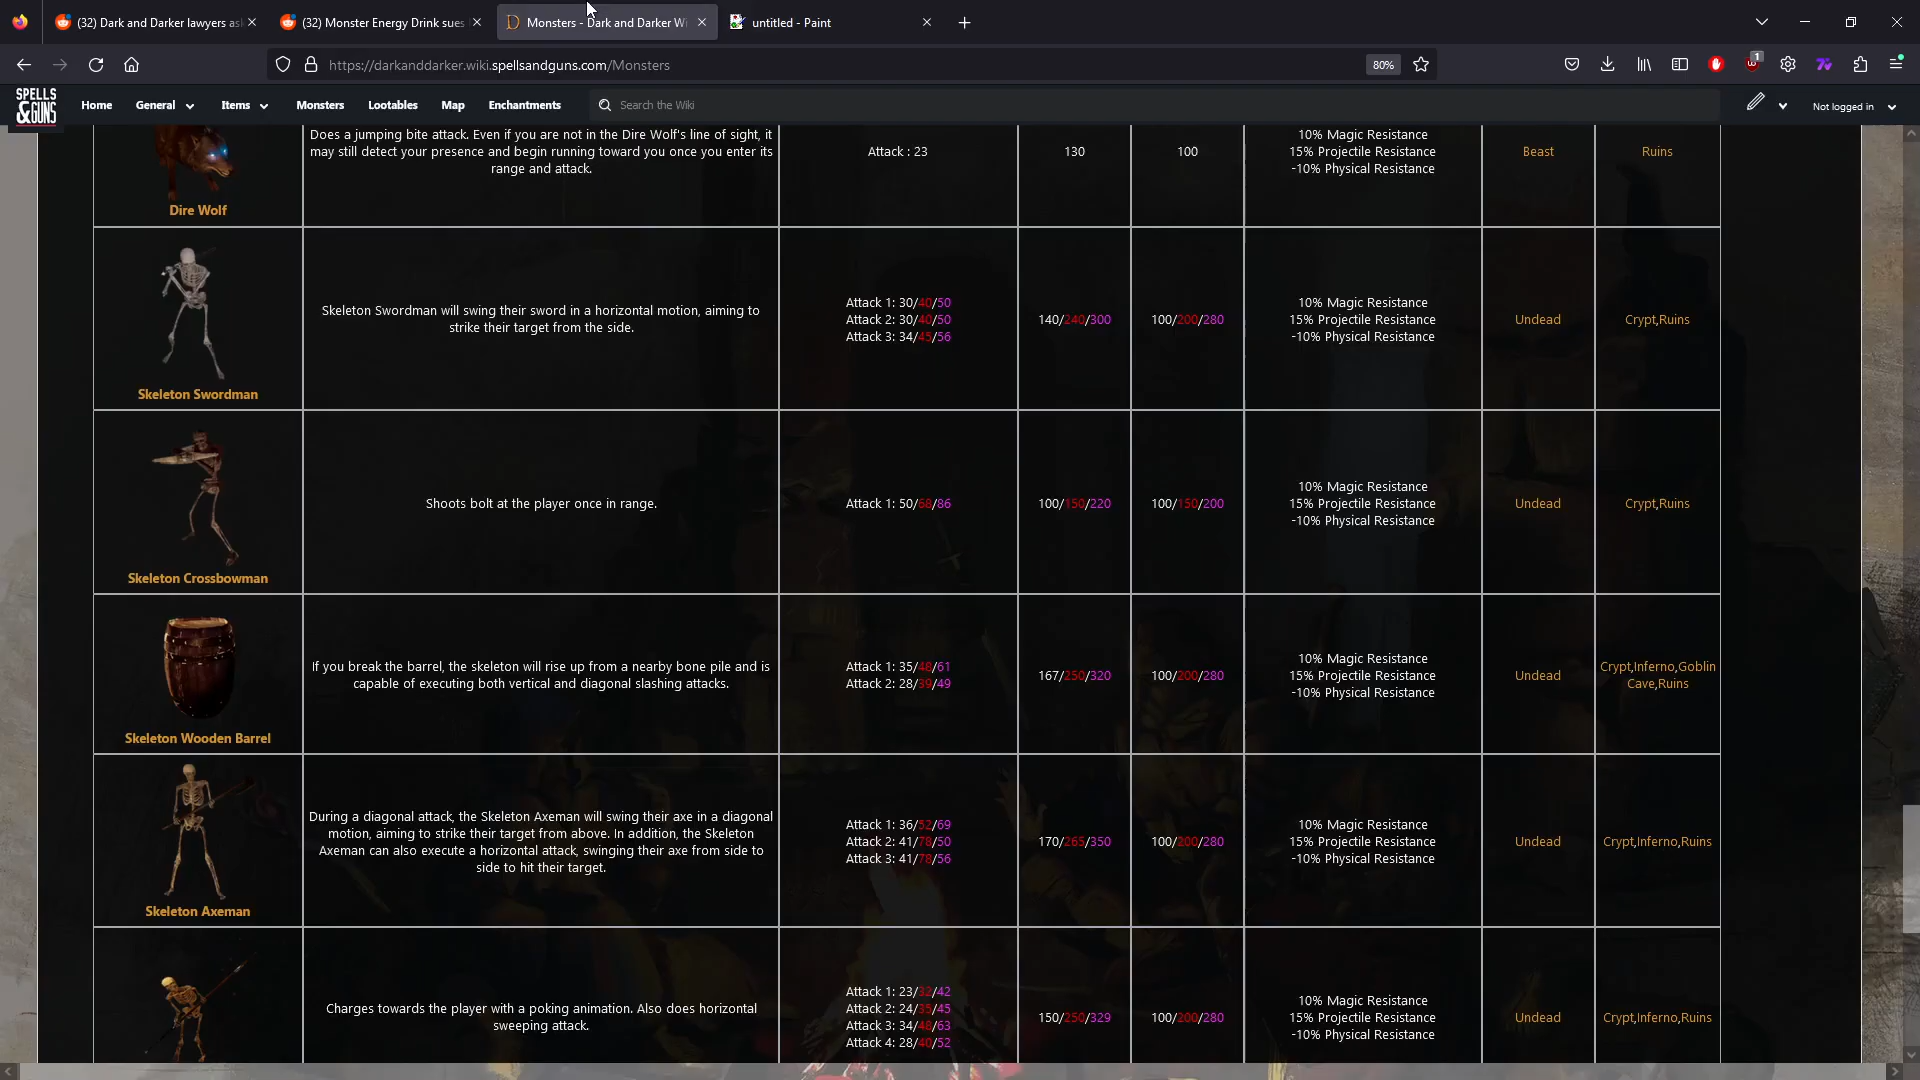 (32) Dark and Darker lawyers as
(32) Monster Energy Drink sues
Monsters - Dark and Darker Wi
untitled - Paint
https://darkanddarker.wiki.spellsandguns.com/Monsters
80%
1
SPELLS
&GUNS
Home
General
Items
Monsters
Lootables
Map
Enchantments
Search the Wiki
Not logged in
Does a jumping bite attack. Even if you are not in the Dire Wolf's line of sight, it
may still detect your presence and begin running toward you once you enter its
range and attack.
Attack : 23
130
100
10% Magic Resistance
15% Projectile Resistance
-10% Physical Resistance
Beast
Ruins
Dire Wolf
Skeleton Swordman will swing their sword in a horizontal motion, aiming to
strike their target from the side.
Attack 1: 30/40/50
Attack 2: 30/40/50
Attack 3: 34/45/56
140/240/300
100/200/280
10% Magic Resistance
15% Projectile Resistance
-10% Physical Resistance
Undead
Crypt,Ruins
Skeleton Swordman
Shoots bolt at the player once in range.
Attack 1: 50/68/86
100/150/220
100/150/200
10% Magic Resistance
15% Projectile Resistance
-10% Physical Resistance
Undead
Crypt,Ruins
Skeleton Crossbowman
If you break the barrel, the skeleton will rise up from a nearby bone pile and is
capable of executing both vertical and diagonal slashing attacks.
Attack 1: 35/48/61
Attack 2: 28/39/49
167/250/320
100/200/280
10% Magic Resistance
15% Projectile Resistance
-10% Physical Resistance
Undead
Crypt,Inferno,Goblin
Cave,Ruins
Skeleton Wooden Barrel
During a diagonal attack, the Skeleton Axeman will swing their axe in a diagonal
motion, aiming to strike their target from above. In addition, the Skeleton
Axeman can also execute a horizontal attack, swinging their axe from side to
side to hit their target.
Attack 1: 36/52/69
Attack 2: 41/78/50
Attack 3: 41/78/56
170/265/350
100/200/280
10% Magic Resistance
15% Projectile Resistance
-10% Physical Resistance
Undead
Crypt,Inferno,Ruins
Skeleton Axeman
Charges towards the player with a poking animation. Also does horizontal
sweeping attack.
Attack 1: 23/32/42
Attack 2: 24/35/45
Attack 3: 34/48/63
Attack 4: 28/40/52
150/250/329
100/200/280
10% Magic Resistance
15% Projectile Resistance
-10% Physical Resistance
Undead
Crypt,Inferno,Ruins